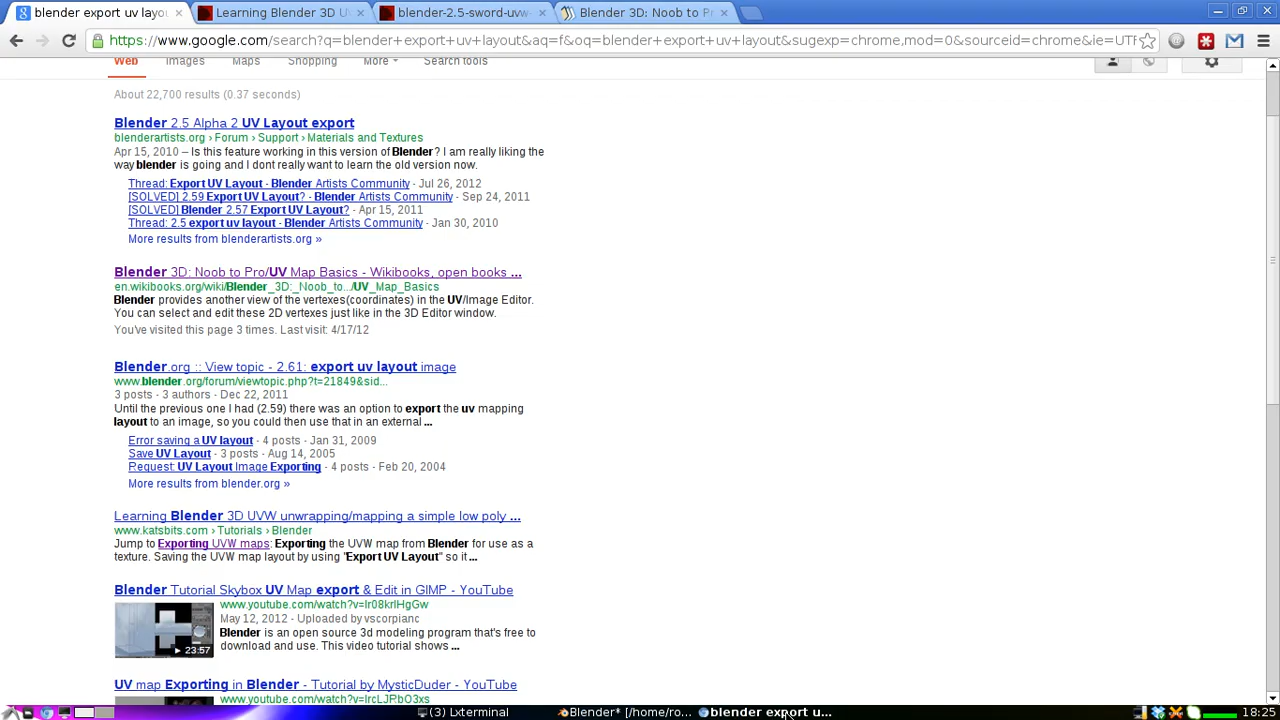 blender export uv layou
Learning Blender 3D U
blender-2.5-sword-uvw
Blender 3D: Noob to Pr
https://www.google.com/search?q=blender+export+uv+layout&aq=f&oq=blender+export+uv+layout&sugexp=chrome,mod=0&sourceid=chrome&ie=UTF
Web Images Maps Shopping More Search tools
About 22,700 results (0.37 seconds)
Blender 2.5 Alpha 2 UV Layout export
blenderartists.org › Forum › Support › Materials and Textures
Apr 15, 2010 – Is this feature working in this version of Blender? I am really liking the
way blender is going and I dont really want to learn the old version now.
Thread: Export UV Layout - Blender Artists Community - Jul 26, 2012
[SOLVED] 2.59 Export UV Layout? - Blender Artists Community - Sep 24, 2011
[SOLVED] Blender 2.57 Export UV Layout? - Apr 15, 2011
Thread: 2.5 export uv layout - Blender Artists Community - Jan 30, 2010
More results from blenderartists.org »
Blender 3D: Noob to Pro/UV Map Basics - Wikibooks, open books ...
en.wikibooks.org/wiki/Blender_3D:_Noob_to.../UV_Map_Basics
Blender provides another view of the vertexes(coordinates) in the UV/Image Editor.
You can select and edit these 2D vertexes just like in the 3D Editor window.
You've visited this page 3 times. Last visit: 4/17/12
Blender.org :: View topic - 2.61: export uv layout image
www.blender.org/forum/viewtopic.php?t=21849&sid...
3 posts - 3 authors - Dec 22, 2011
Until the previous one I had (2.59) there was an option to export the uv mapping
layout to an image, so you could then use that in an external ...
Error saving a UV layout - 4 posts - Jan 31, 2009
Save UV Layout - 3 posts - Aug 14, 2005
Request: UV Layout Image Exporting - 4 posts - Feb 20, 2004
More results from blender.org »
Learning Blender 3D UVW unwrapping/mapping a simple low poly ...
www.katsbits.com › Tutorials › Blender
Jump to Exporting UVW maps: Exporting the UVW map from Blender for use as a
texture. Saving the UVW map layout by using "Export UV Layout" so it ...
Blender Tutorial Skybox UV Map export & Edit in GIMP - YouTube
www.youtube.com/watch?v=lr08krlHgGw
May 12, 2012 - Uploaded by vscorpianc
Blender is an open source 3d modeling program that's free to
download and use. This video tutorial shows ...
23:57
UV map Exporting in Blender - Tutorial by MysticDuder - YouTube
www.youtube.com/watch?v=lrcLJPbO3xs
(3) Lxterminal
Blender* [/home/ro...
blender export u...
18:25